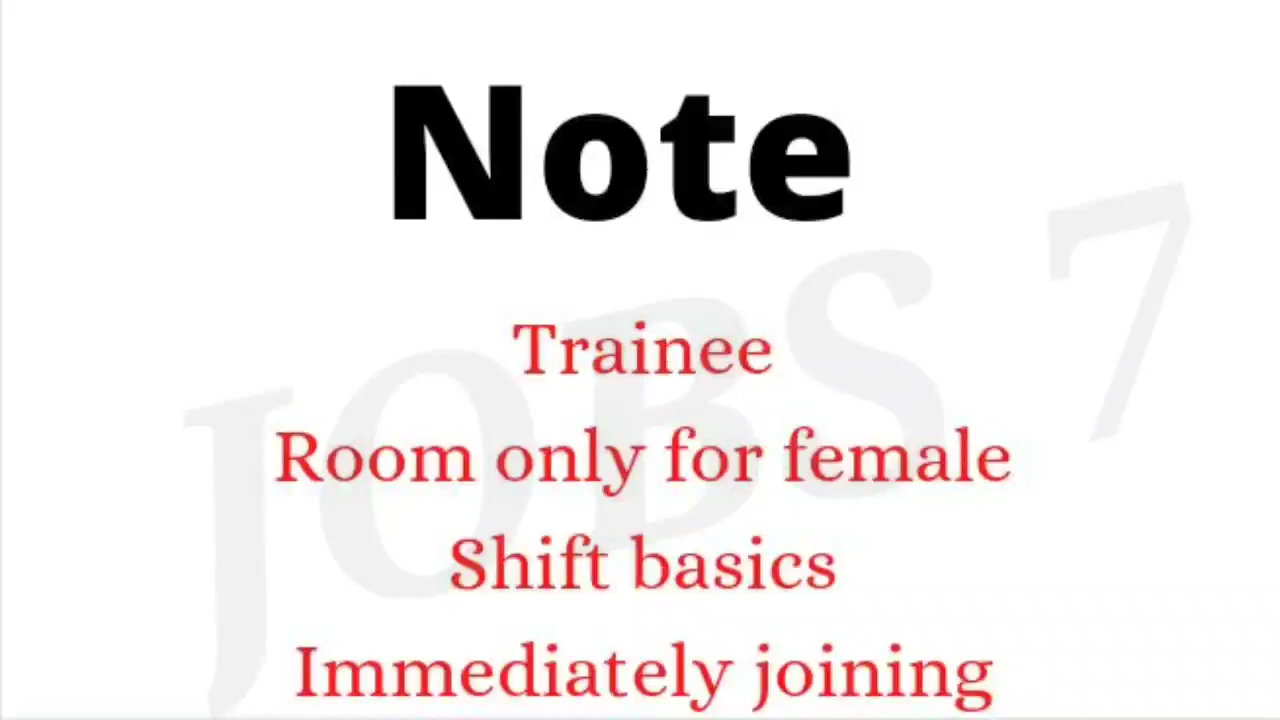 Note
Trainee
Room only for female
Shift basics
Immediately joining
JOBS 7